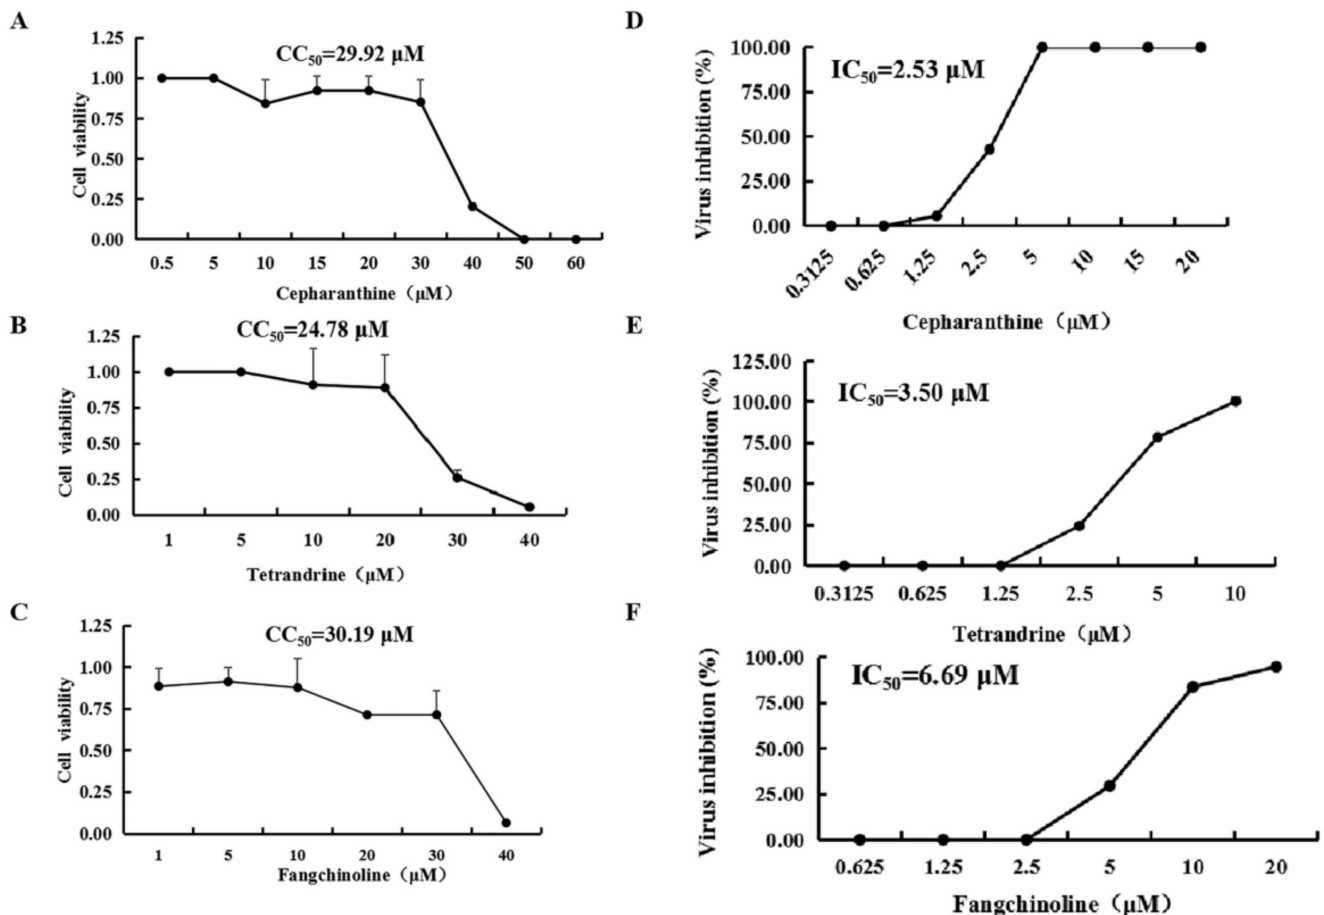 A
CC50=29.92 μM
Cell viability
1.25
1.00
0.75
0.50
0.25
0.00
0.5 5 10 15 20 30 40 50 60
Cepharanthine（μM）
B
CC50=24.78 μM
Cell viability
1.25
1.00
0.75
0.50
0.25
0.00
1 5 10 20 30 40
Tetrandrine（μM）
C
CC50=30.19 μM
Cell viability
1.25
1.00
0.75
0.50
0.25
0.00
1 5 10 20 30 40
Fangchinoline（μM）
D
IC50=2.53 μM
Virus inhibition (%)
100.00
75.00
50.00
25.00
0.00
0.3125 0.625 1.25 2.5 5 10 15 20
Cepharanthine（μM）
E
IC50=3.50 μM
Virus inhibition (%)
125.00
100.00
75.00
50.00
25.00
0.00
0.3125 0.625 1.25 2.5 5 10
Tetrandrine（μM）
F
IC50=6.69 μM
Virus inhibition (%)
100.00
75.00
50.00
25.00
0.00
0.625 1.25 2.5 5 10 20
Fangchinoline（μM）